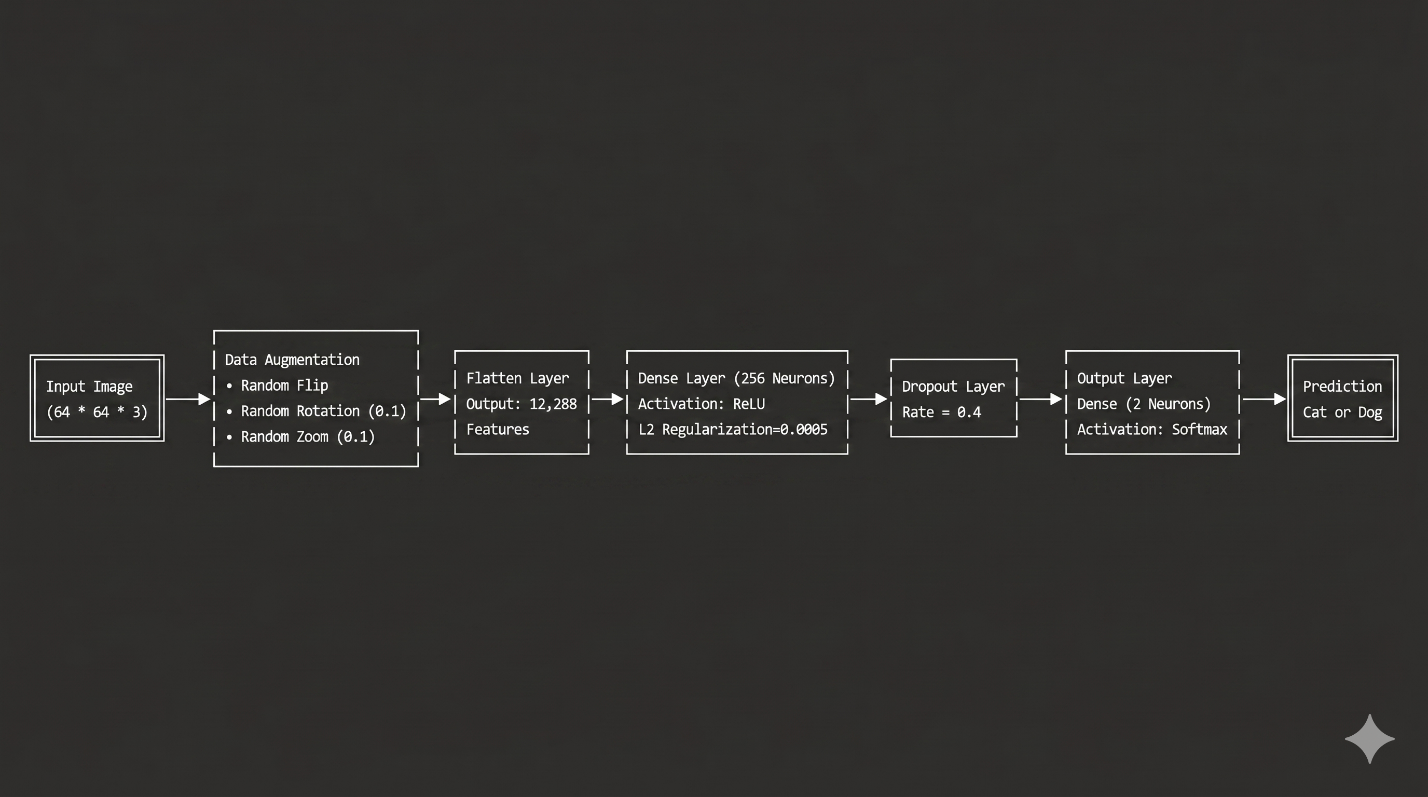 Input Image
(64 * 64 * 3)
Data Augmentation
• Random Flip
• Random Rotation (0.1)
• Random Zoom (0.1)
Flatten Layer
Output: 12,288
Features
Dense Layer (256 Neurons)
Activation: ReLU
L2 Regularization=0.0005
Dropout Layer
Rate = 0.4
Output Layer
Dense (2 Neurons)
Activation: Softmax
Prediction
Cat or Dog